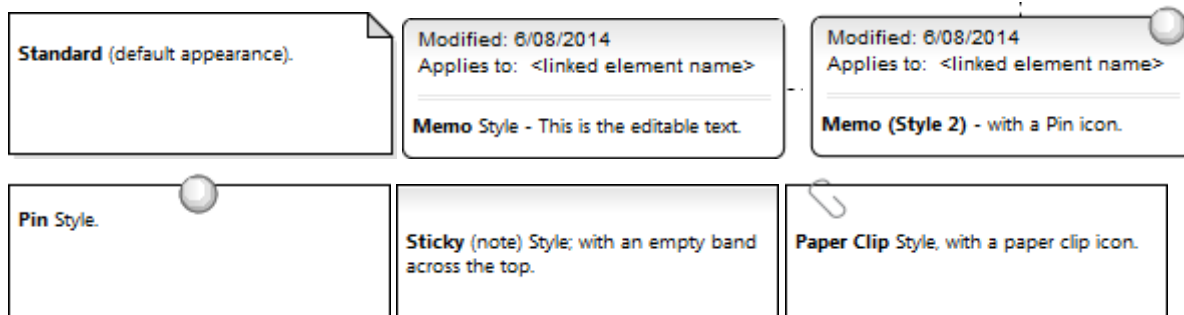 Standard (default appearance).
Modified: 6/08/2014
Applies to: <linked element name>
Memo Style - This is the editable text.
Modified: 6/08/2014
Applies to: <linked element name>
Memo (Style 2) - with a Pin icon.
Pin Style.
Sticky (note) Style; with an empty band
across the top.
Paper Clip Style, with a paper clip icon.